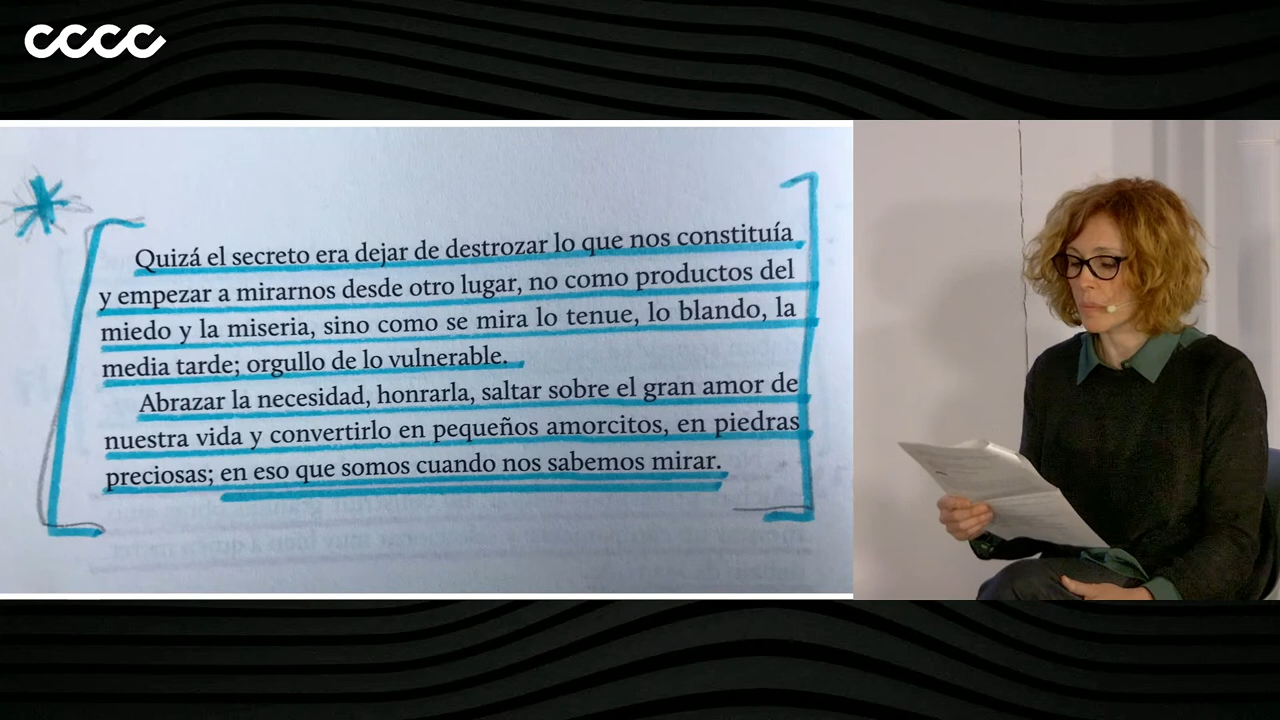 cccc
Quizá el secreto era dejar de destrozar lo que nos constituía
y empezar a mirarnos desde otro lugar, no como productos del
miedo y la miseria, sino como se mira lo tenue, lo blando, la
media tarde; orgullo de lo vulnerable.
Abrazar la necesidad, honrarla, saltar sobre el gran amor de
nuestra vida y convertirlo en pequeños amorcitos, en piedras
preciosas; en eso que somos cuando nos sabemos mirar.